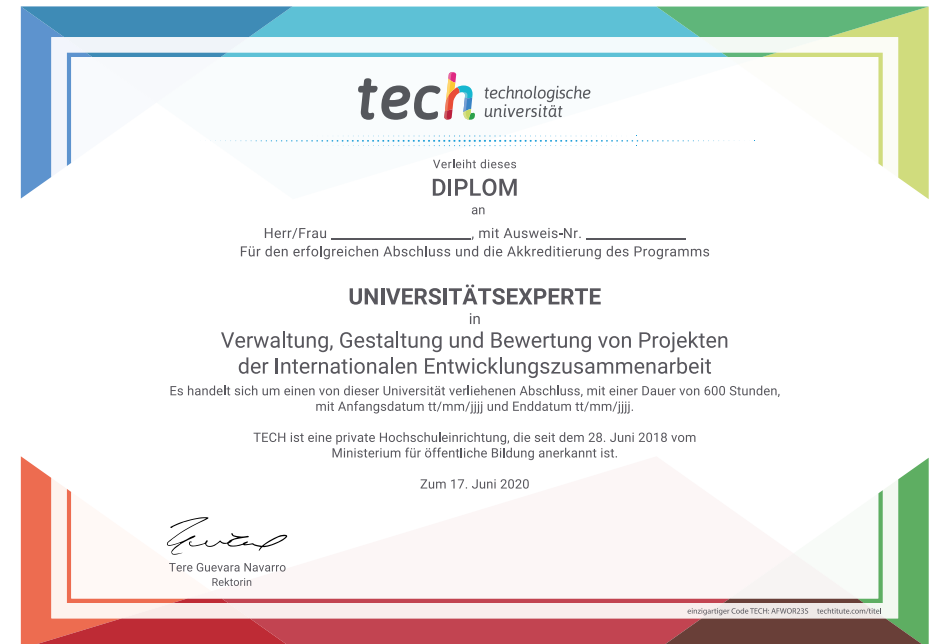 tech technologische
universität
Verleiht dieses
DIPLOM
an
Herr/Frau ____________________, mit Ausweis-Nr. ______________
Für den erfolgreichen Abschluss und die Akkreditierung des Programms
UNIVERSITÄTSEXPERTE
in
Verwaltung, Gestaltung und Bewertung von Projekten
der Internationalen Entwicklungszusammenarbeit
Es handelt sich um einen von dieser Universität verliehenen Abschluss, mit einer Dauer von 600 Stunden,
mit Anfangsdatum tt/mm/jjjj und Enddatum tt/mm/jjjj.
TECH ist eine private Hochschuleinrichtung, die seit dem 28. Juni 2018 vom
Ministerium für öffentliche Bildung anerkannt ist.
Zum 17. Juni 2020
Tere Guevara Navarro
Rektorin
einzigartiger Code TECH: AFWOR23S techtitute.com/titel